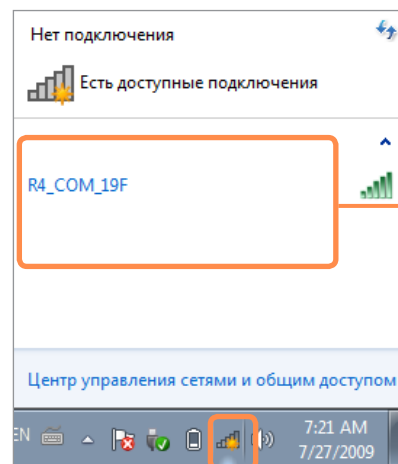 Нет подключения
Есть доступные подключения
R4_COM_19F
Центр управления сетями и общим доступом
EN
7:21 AM
7/27/2009